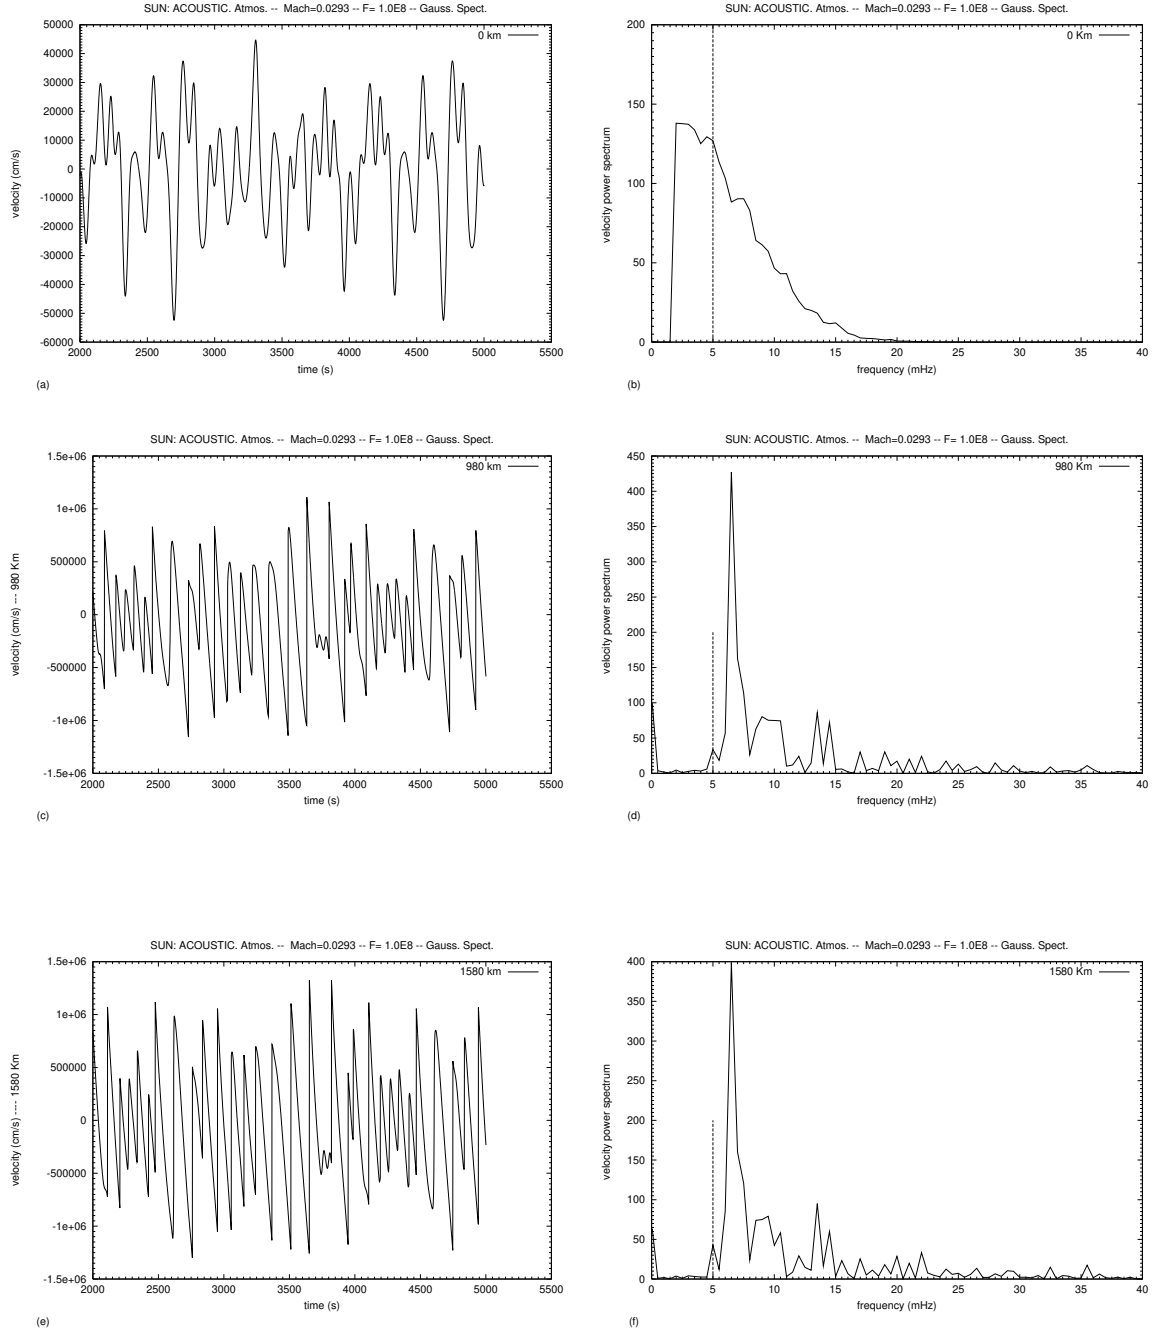 SUN: ACOUSTIC. Atmos. -- Mach=0.0293 -- F= 1.0E8 -- Gauss. Spect.
0 km
velocity (cm/s)
50000
40000
30000
20000
10000
0
-10000
-20000
-30000
-40000
-50000
-60000
2000 2500 3000 3500 4000 4500 5000 5500
time (s)
(a)
SUN: ACOUSTIC. Atmos. -- Mach=0.0293 -- F= 1.0E8 -- Gauss. Spect.
0 Km
velocity power spectrum
200
150
100
50
0
0 5 10 15 20 25 30 35 40
frequency (mHz)
(b)
SUN: ACOUSTIC. Atmos. -- Mach=0.0293 -- F= 1.0E8 -- Gauss. Spect.
980 km
velocity (cm/s) --- 980 Km
1.5e+06
1e+06
500000
0
-500000
-1e+06
-1.5e+06
2000 2500 3000 3500 4000 4500 5000 5500
time (s)
(c)
SUN: ACOUSTIC. Atmos. -- Mach=0.0293 -- F= 1.0E8 -- Gauss. Spect.
980 Km
velocity power spectrum
450
400
350
300
250
200
150
100
50
0
0 5 10 15 20 25 30 35 40
frequency (mHz)
(d)
SUN: ACOUSTIC. Atmos. -- Mach=0.0293 -- F= 1.0E8 -- Gauss. Spect.
1580 km
velocity (cm/s) ---- 1580 Km
1.5e+06
1e+06
500000
0
-500000
-1e+06
-1.5e+06
2000 2500 3000 3500 4000 4500 5000 5500
time (s)
(e)
SUN: ACOUSTIC. Atmos. -- Mach=0.0293 -- F= 1.0E8 -- Gauss. Spect.
1580 Km
velocity power spectrum
400
350
300
250
200
150
100
50
0
0 5 10 15 20 25 30 35 40
frequency (mHz)
(f)